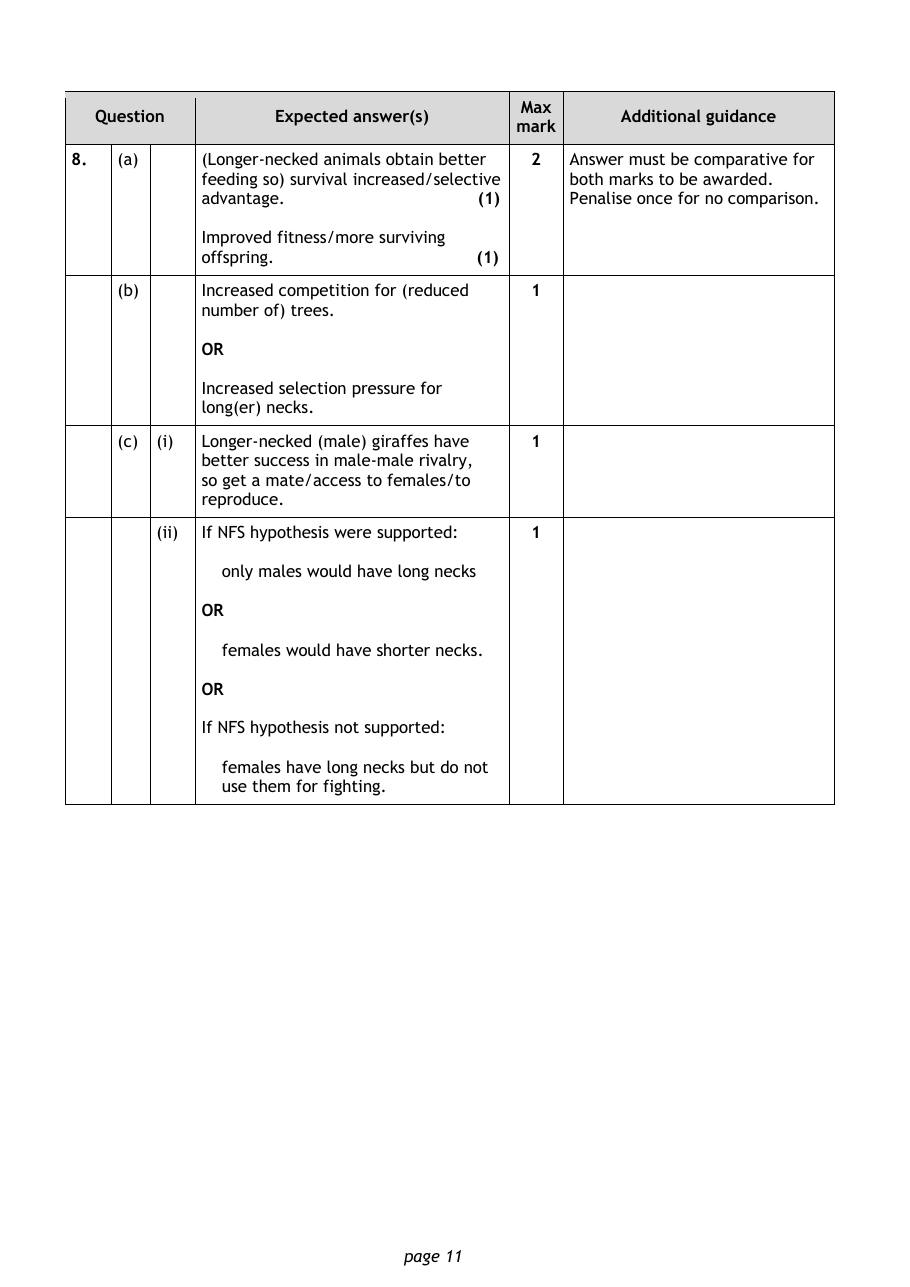 Question Expected answer(s) Max mark Additional guidance
8. (a) (Longer-necked animals obtain better 2 Answer must be comparative for
feeding so) survival increased/selective both marks to be awarded.
advantage. (1) Penalise once for no comparison.
Improved fitness/more surviving
offspring. (1)
(b) Increased competition for (reduced 1
number of) trees.
OR
Increased selection pressure for
long(er) necks.
(c) (i) Longer-necked (male) giraffes have 1
better success in male-male rivalry,
so get a mate/access to females/to
reproduce.
(ii) If NFS hypothesis were supported: 1
only males would have long necks
OR
females would have shorter necks.
OR
If NFS hypothesis not supported:
females have long necks but do not
use them for fighting.
page 11